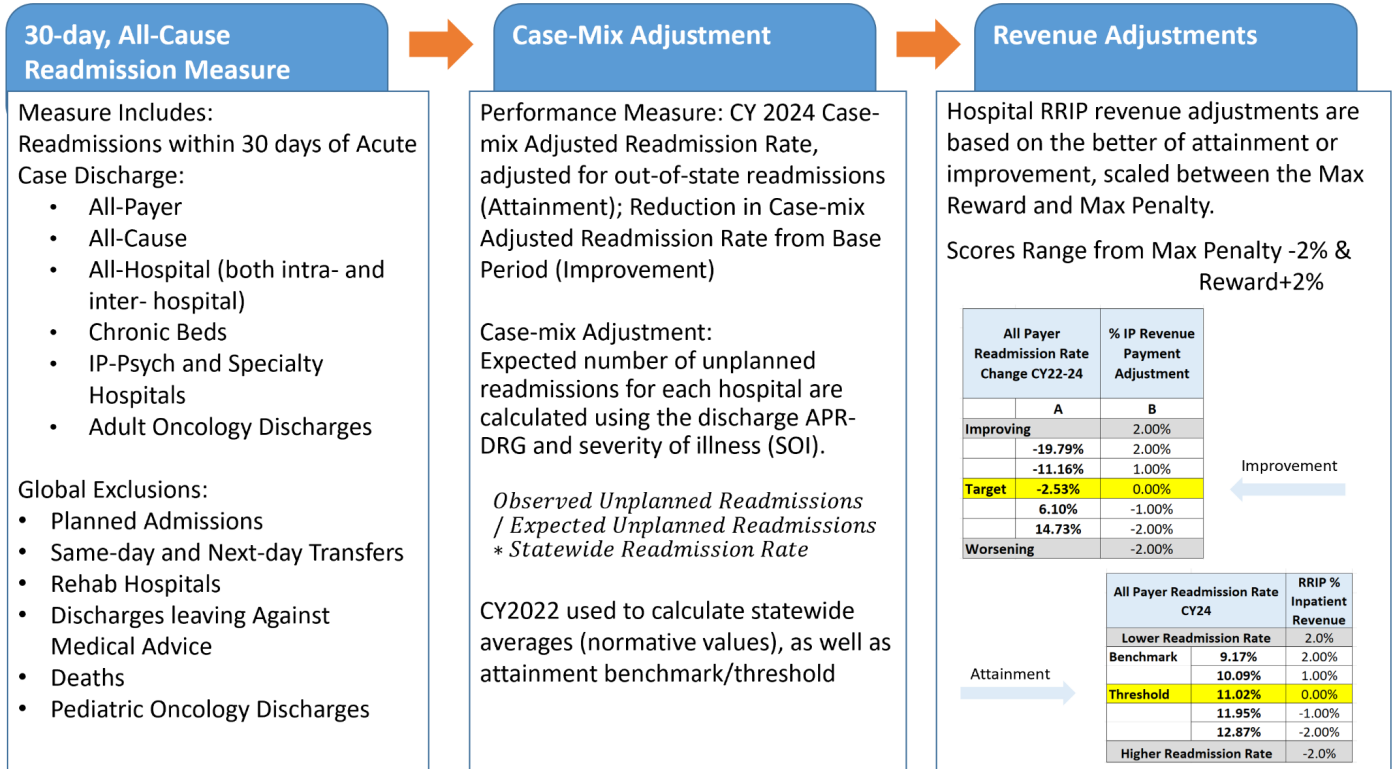 30-day, All-Cause
Readmission Measure
Measure Includes:
Readmissions within 30 days of Acute
Case Discharge:
• All-Payer
• All-Cause
• All-Hospital (both intra- and
inter- hospital)
• Chronic Beds
• IP-Psych and Specialty
Hospitals
• Adult Oncology Discharges
Global Exclusions:
• Planned Admissions
• Same-day and Next-day Transfers
• Rehab Hospitals
• Discharges leaving Against
Medical Advice
• Deaths
• Pediatric Oncology Discharges
Case-Mix Adjustment
Performance Measure: CY 2024 Case-
mix Adjusted Readmission Rate,
adjusted for out-of-state readmissions
(Attainment); Reduction in Case-mix
Adjusted Readmission Rate from Base
Period (Improvement)
Case-mix Adjustment:
Expected number of unplanned
readmissions for each hospital are
calculated using the discharge APR-
DRG and severity of illness (SOI).
Observed Unplanned Readmissions
/ Expected Unplanned Readmissions
* Statewide Readmission Rate
CY2022 used to calculate statewide
averages (normative values), as well as
attainment benchmark/threshold
Revenue Adjustments
Hospital RRIP revenue adjustments are
based on the better of attainment or
improvement, scaled between the Max
Reward and Max Penalty.
Scores Range from Max Penalty -2% &
Reward+2%
All Payer
Readmission Rate
Change CY22-24
% IP Revenue
Payment
Adjustment
A B
Improving 2.00%
-19.79% 2.00%
-11.16% 1.00%
Target -2.53% 0.00%
6.10% -1.00%
14.73% -2.00%
Worsening -2.00%
Improvement
All Payer Readmission Rate
CY24
RRIP %
Inpatient
Revenue
Lower Readmission Rate 2.0%
Benchmark 9.17% 2.00%
10.09% 1.00%
Threshold 11.02% 0.00%
11.95% -1.00%
12.87% -2.00%
Higher Readmission Rate -2.0%
Attainment